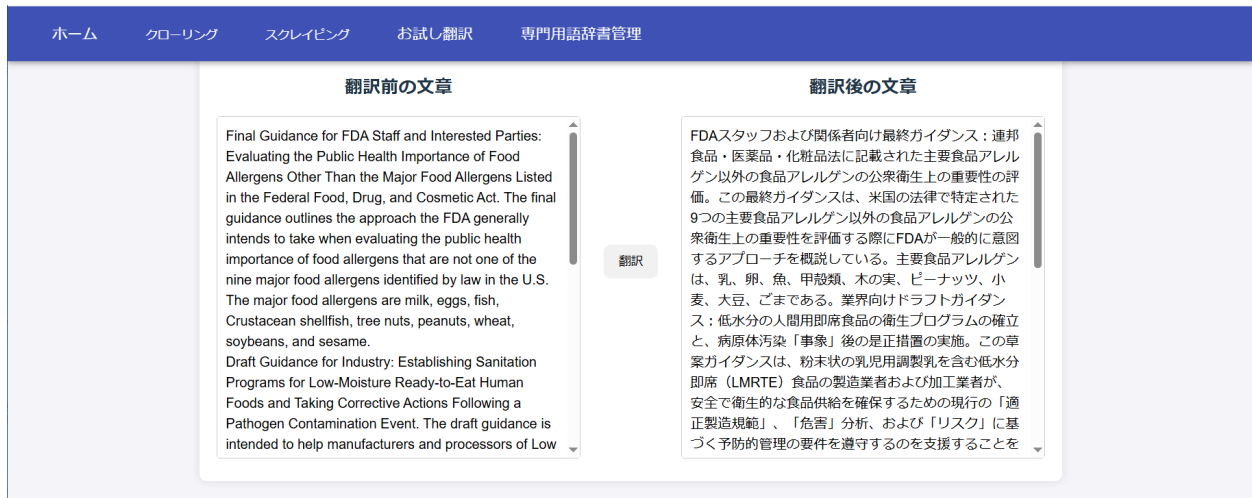 ホーム クローリング スクレイピング お試し翻訳 専門用語辞書管理
翻訳前の文章
Final Guidance for FDA Staff and Interested Parties:
Evaluating the Public Health Importance of Food
Allergens Other Than the Major Food Allergens Listed
in the Federal Food, Drug, and Cosmetic Act. The final
guidance outlines the approach the FDA generally
intends to take when evaluating the public health
importance of food allergens that are not one of the
nine major food allergens identified by law in the U.S.
The major food allergens are milk, eggs, fish,
Crustacean shellfish, tree nuts, peanuts, wheat,
soybeans, and sesame.
Draft Guidance for Industry: Establishing Sanitation
Programs for Low-Moisture Ready-to-Eat Human
Foods and Taking Corrective Actions Following a
Pathogen Contamination Event. The draft guidance is
intended to help manufacturers and processors of Low
翻訳
翻訳後の文章
FDAスタッフおよび関係者向け最終ガイダンス：連邦
食品・医薬品・化粧品法に記載された主要食品アレル
ゲン以外の食品アレルゲンの公衆衛生上の重要性の評
価。この最終ガイダンスは、米国の法律で特定された
9つの主要食品アレルゲン以外の食品アレルゲンの公
衆衛生上の重要性を評価する際にFDAが一般的に意図
するアプローチを概説している。主要食品アレルゲン
は、乳、卵、魚、甲殻類、木の実、ピーナッツ、小
麦、大豆、ごまである。業界向けドラフトガイダン
ス：低水分の人間用即席食品の衛生プログラムの確立
と、病原体汚染「事象」後の是正措置の実施。この草
案ガイダンスは、粉末状の乳児用調製乳を含む低水分
即席（LMRTE）食品の製造業者および加工業者が、
安全で衛生的な食品供給を確保するための現行の「適
正製造規範」、「危害」分析、および「リスク」に基
づく予防的管理の要件を遵守するのを支援することを